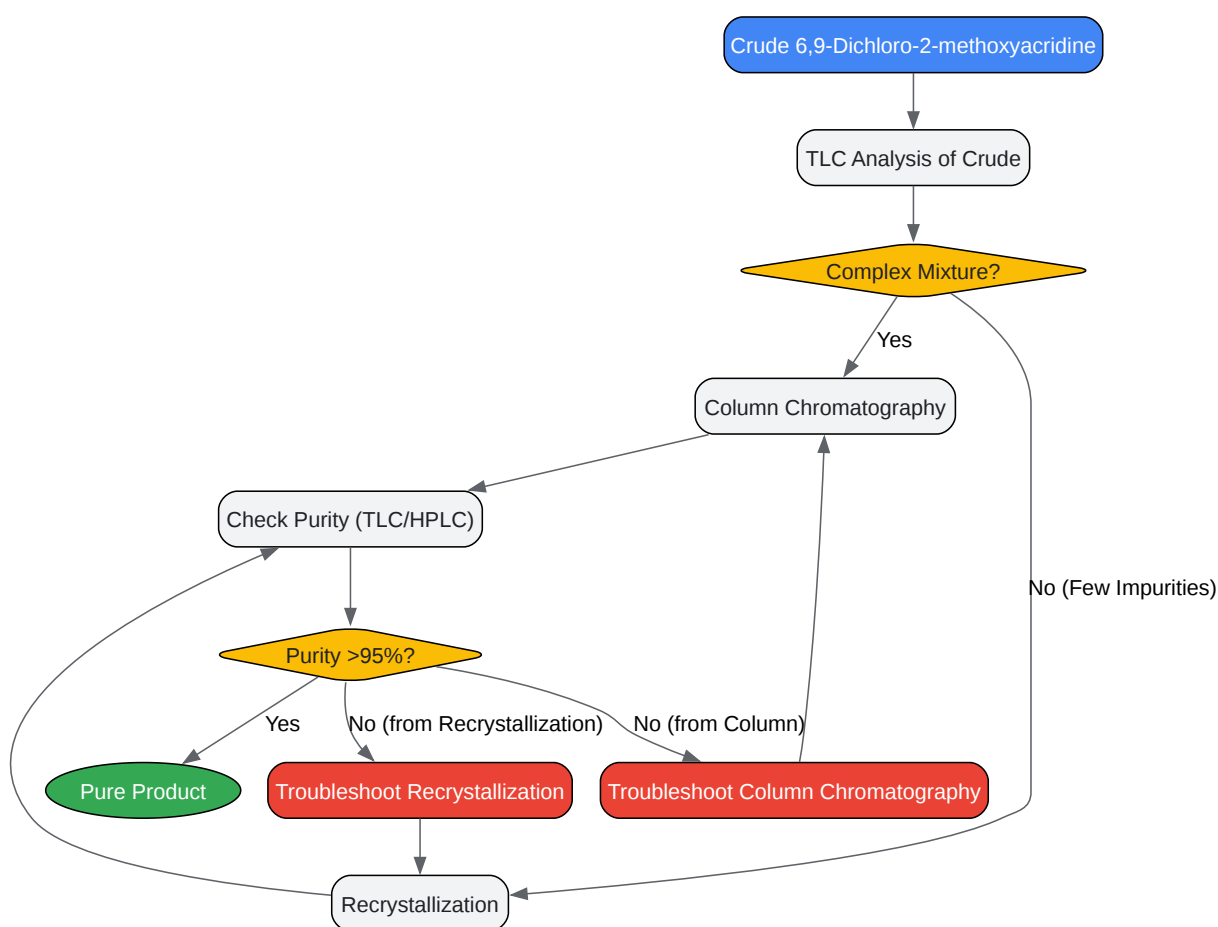 Crude 6,9-Dichloro-2-methoxyacridine
TLC Analysis of Crude
Complex Mixture?
Yes
Column Chromatography
Check Purity (TLC/HPLC)
No (Few Impurities)
Purity >95%?
Yes
No (from Recrystallization)
No (from Column)
Pure Product
Troubleshoot Recrystallization
Troubleshoot Column Chromatography
Recrystallization